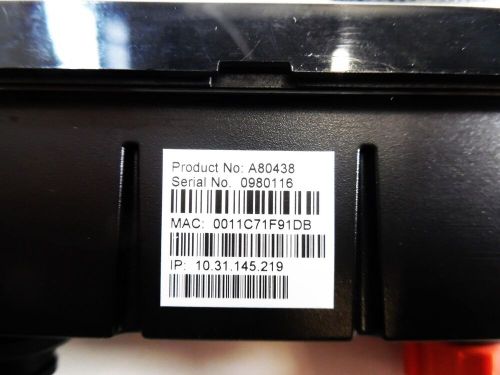 Product No: A80438
Serial No. 0980116
MAC: 0011C71F91DB
IP: 10.31.145.219